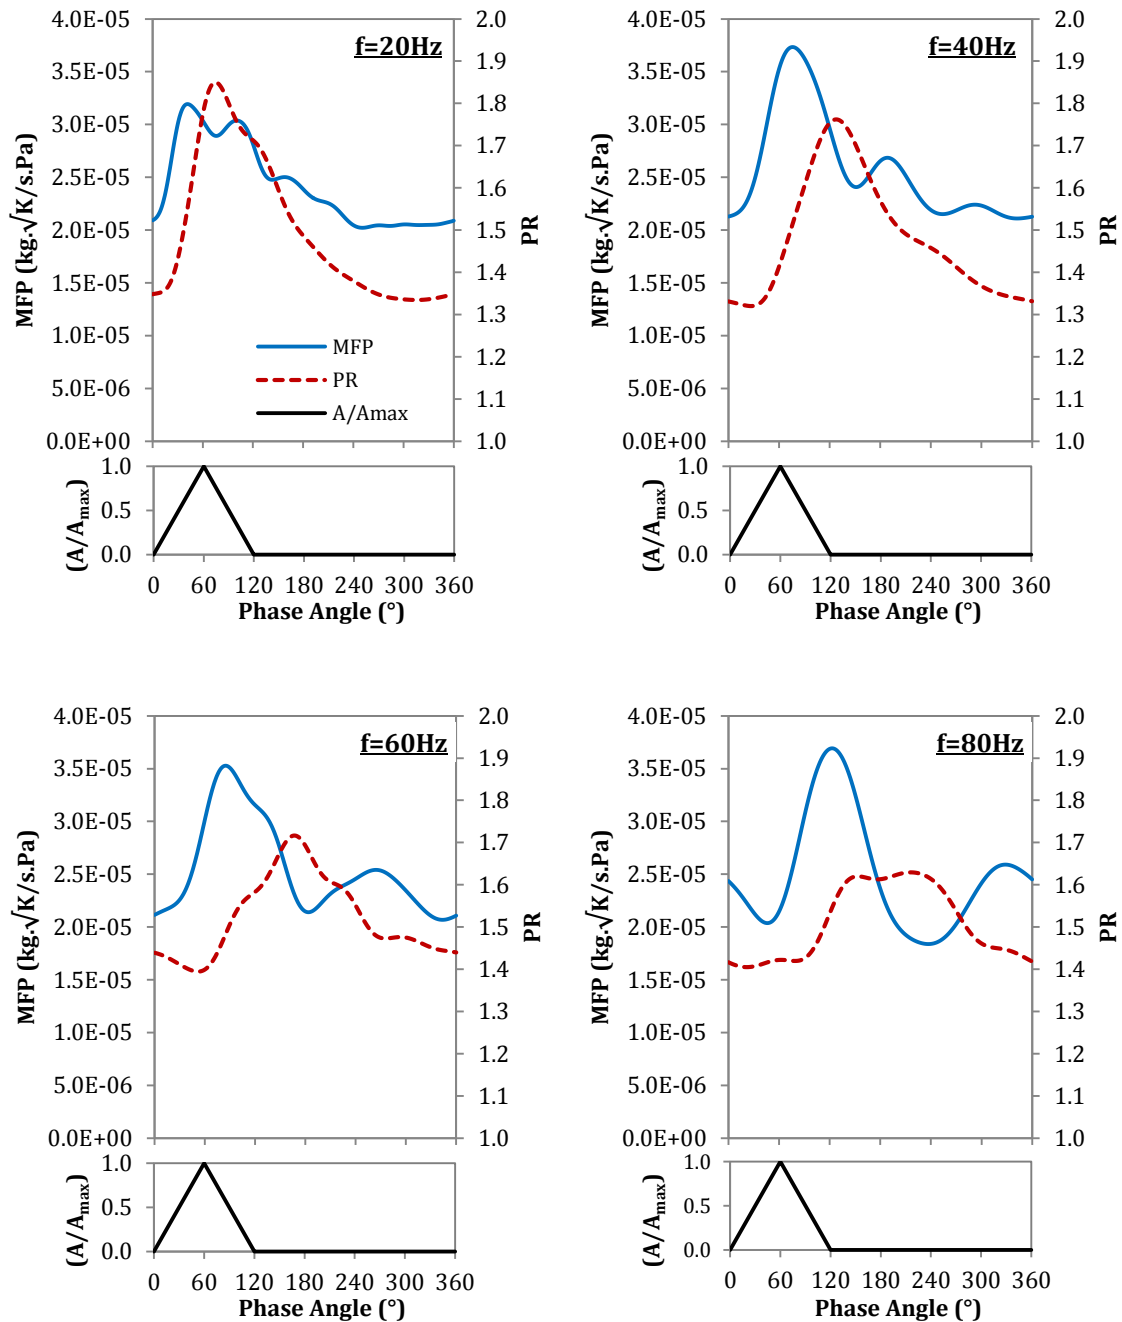 f=20Hz
MFP (kg.√K/s.Pa)
4.0E-05
3.5E-05
3.0E-05
2.5E-05
2.0E-05
1.5E-05
1.0E-05
5.0E-06
0.0E+00
MFP
PR
A/Amax
2.0
1.9
1.8
1.7
1.6
1.5
1.4
1.3
1.2
1.1
1.0
PR
(A/Amax)
1.0
0.5
0.0
0 60 120 180 240 300 360
Phase Angle (°)
f=40Hz
MFP (kg.√K/s.Pa)
4.0E-05
3.5E-05
3.0E-05
2.5E-05
2.0E-05
1.5E-05
1.0E-05
5.0E-06
0.0E+00
2.0
1.9
1.8
1.7
1.6
1.5
1.4
1.3
1.2
1.1
1.0
PR
(A/Amax)
1.0
0.5
0.0
0 60 120 180 240 300 360
Phase Angle (°)
f=60Hz
MFP (kg.√K/s.Pa)
4.0E-05
3.5E-05
3.0E-05
2.5E-05
2.0E-05
1.5E-05
1.0E-05
5.0E-06
0.0E+00
2.0
1.9
1.8
1.7
1.6
1.5
1.4
1.3
1.2
1.1
1.0
PR
(A/Amax)
1.0
0.5
0.0
0 60 120 180 240 300 360
Phase Angle (°)
f=80Hz
MFP (kg.√K/s.Pa)
4.0E-05
3.5E-05
3.0E-05
2.5E-05
2.0E-05
1.5E-05
1.0E-05
5.0E-06
0.0E+00
2.0
1.9
1.8
1.7
1.6
1.5
1.4
1.3
1.2
1.1
1.0
PR
(A/Amax)
1.0
0.5
0.0
0 60 120 180 240 300 360
Phase Angle (°)